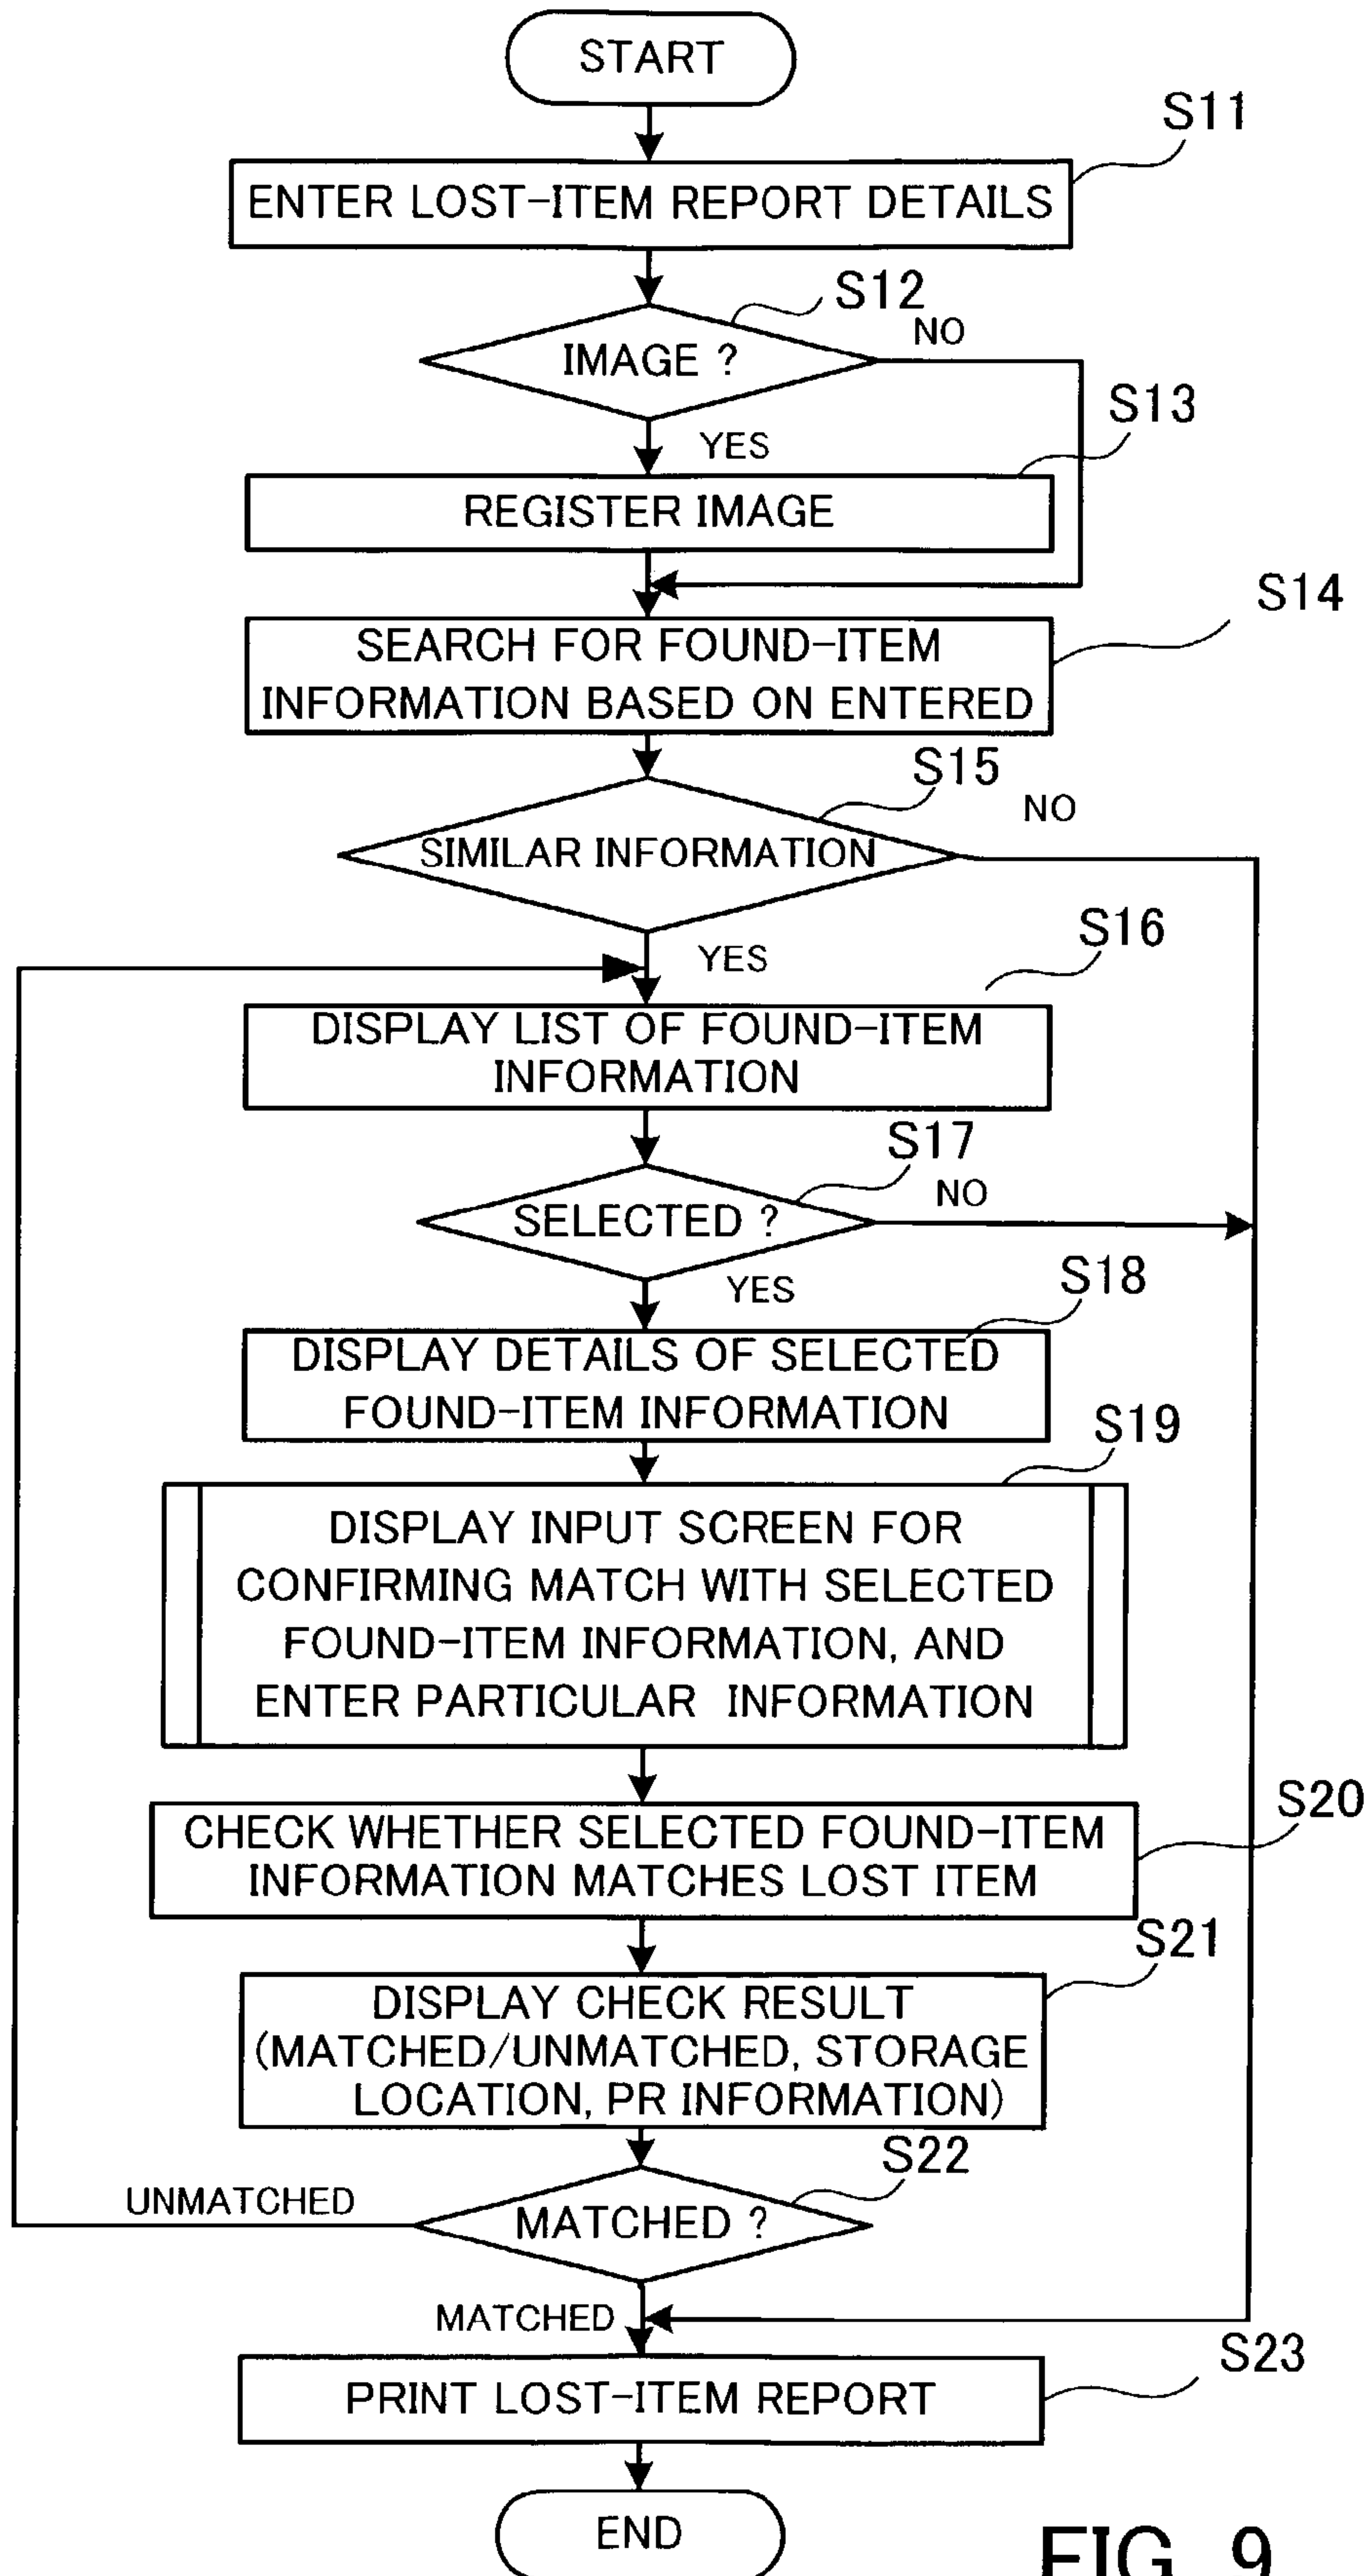 START
S11
ENTER LOST-ITEM REPORT DETAILS
S12
NO
IMAGE ?
S13
YES
REGISTER IMAGE
S14
SEARCH FOR FOUND-ITEM
INFORMATION BASED ON ENTERED
S15
NO
SIMILAR INFORMATION
S16
YES
DISPLAY LIST OF FOUND-ITEM
INFORMATION
S17
NO
SELECTED ?
S18
YES
DISPLAY DETAILS OF SELECTED
FOUND-ITEM INFORMATION
S19
DISPLAY INPUT SCREEN FOR
CONFIRMING MATCH WITH SELECTED
FOUND-ITEM INFORMATION, AND
ENTER PARTICULAR INFORMATION
S20
CHECK WHETHER SELECTED FOUND-ITEM
INFORMATION MATCHES LOST ITEM
S21
DISPLAY CHECK RESULT
(MATCHED/UNMATCHED, STORAGE
LOCATION, PR INFORMATION)
S22
UNMATCHED
MATCHED ?
MATCHED
S23
PRINT LOST-ITEM REPORT
END
FIG. 9